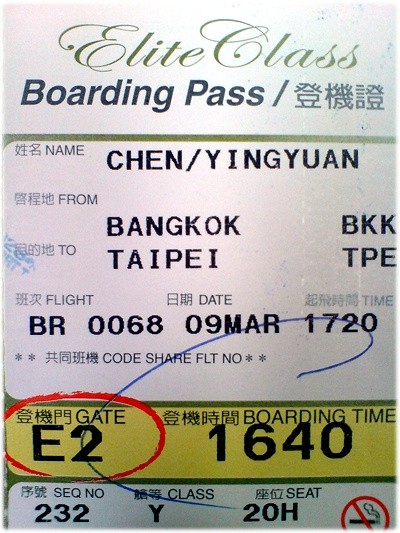 Elite Class
Boarding Pass / 登機證
姓名 NAME CHEN/YINGYUAN
啓程地 FROM
BANGKOK BKK
目的地 TO TAIPEI TPE
班次 FLIGHT 日期 DATE 起飛時間 TIME
BR 0068 09MAR 1720
** 共同班機 CODE SHARE FLT NO **
登機門 GATE 登機時間 BOARDING TIME
E2 1640
序號 SEQ NO 艙等 CLASS 座位 SEAT
232 Y 20H